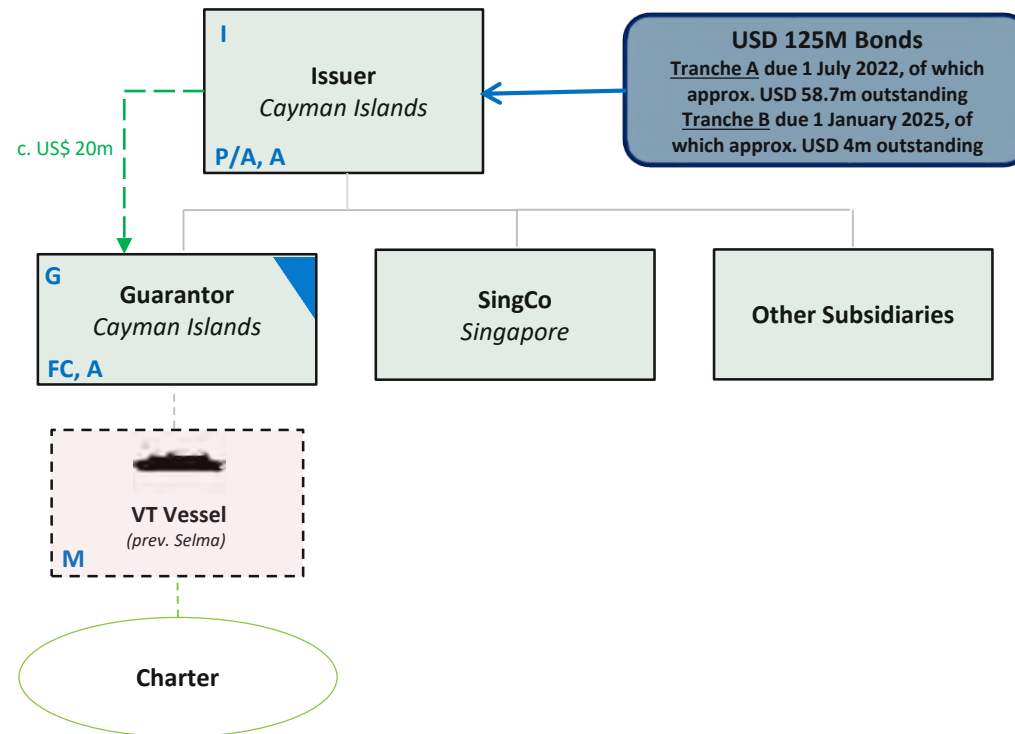 I
Issuer
Cayman Islands
P/A, A
USD 125M Bonds
Tranche A due 1 July 2022, of which
approx. USD 58.7m outstanding
Tranche B due 1 January 2025, of
which approx. USD 4m outstanding
c. US$ 20m
G
Guarantor
Cayman Islands
FC, A
SingCo
Singapore
Other Subsidiaries
VT Vessel
(prev. Selma)
M
Charter